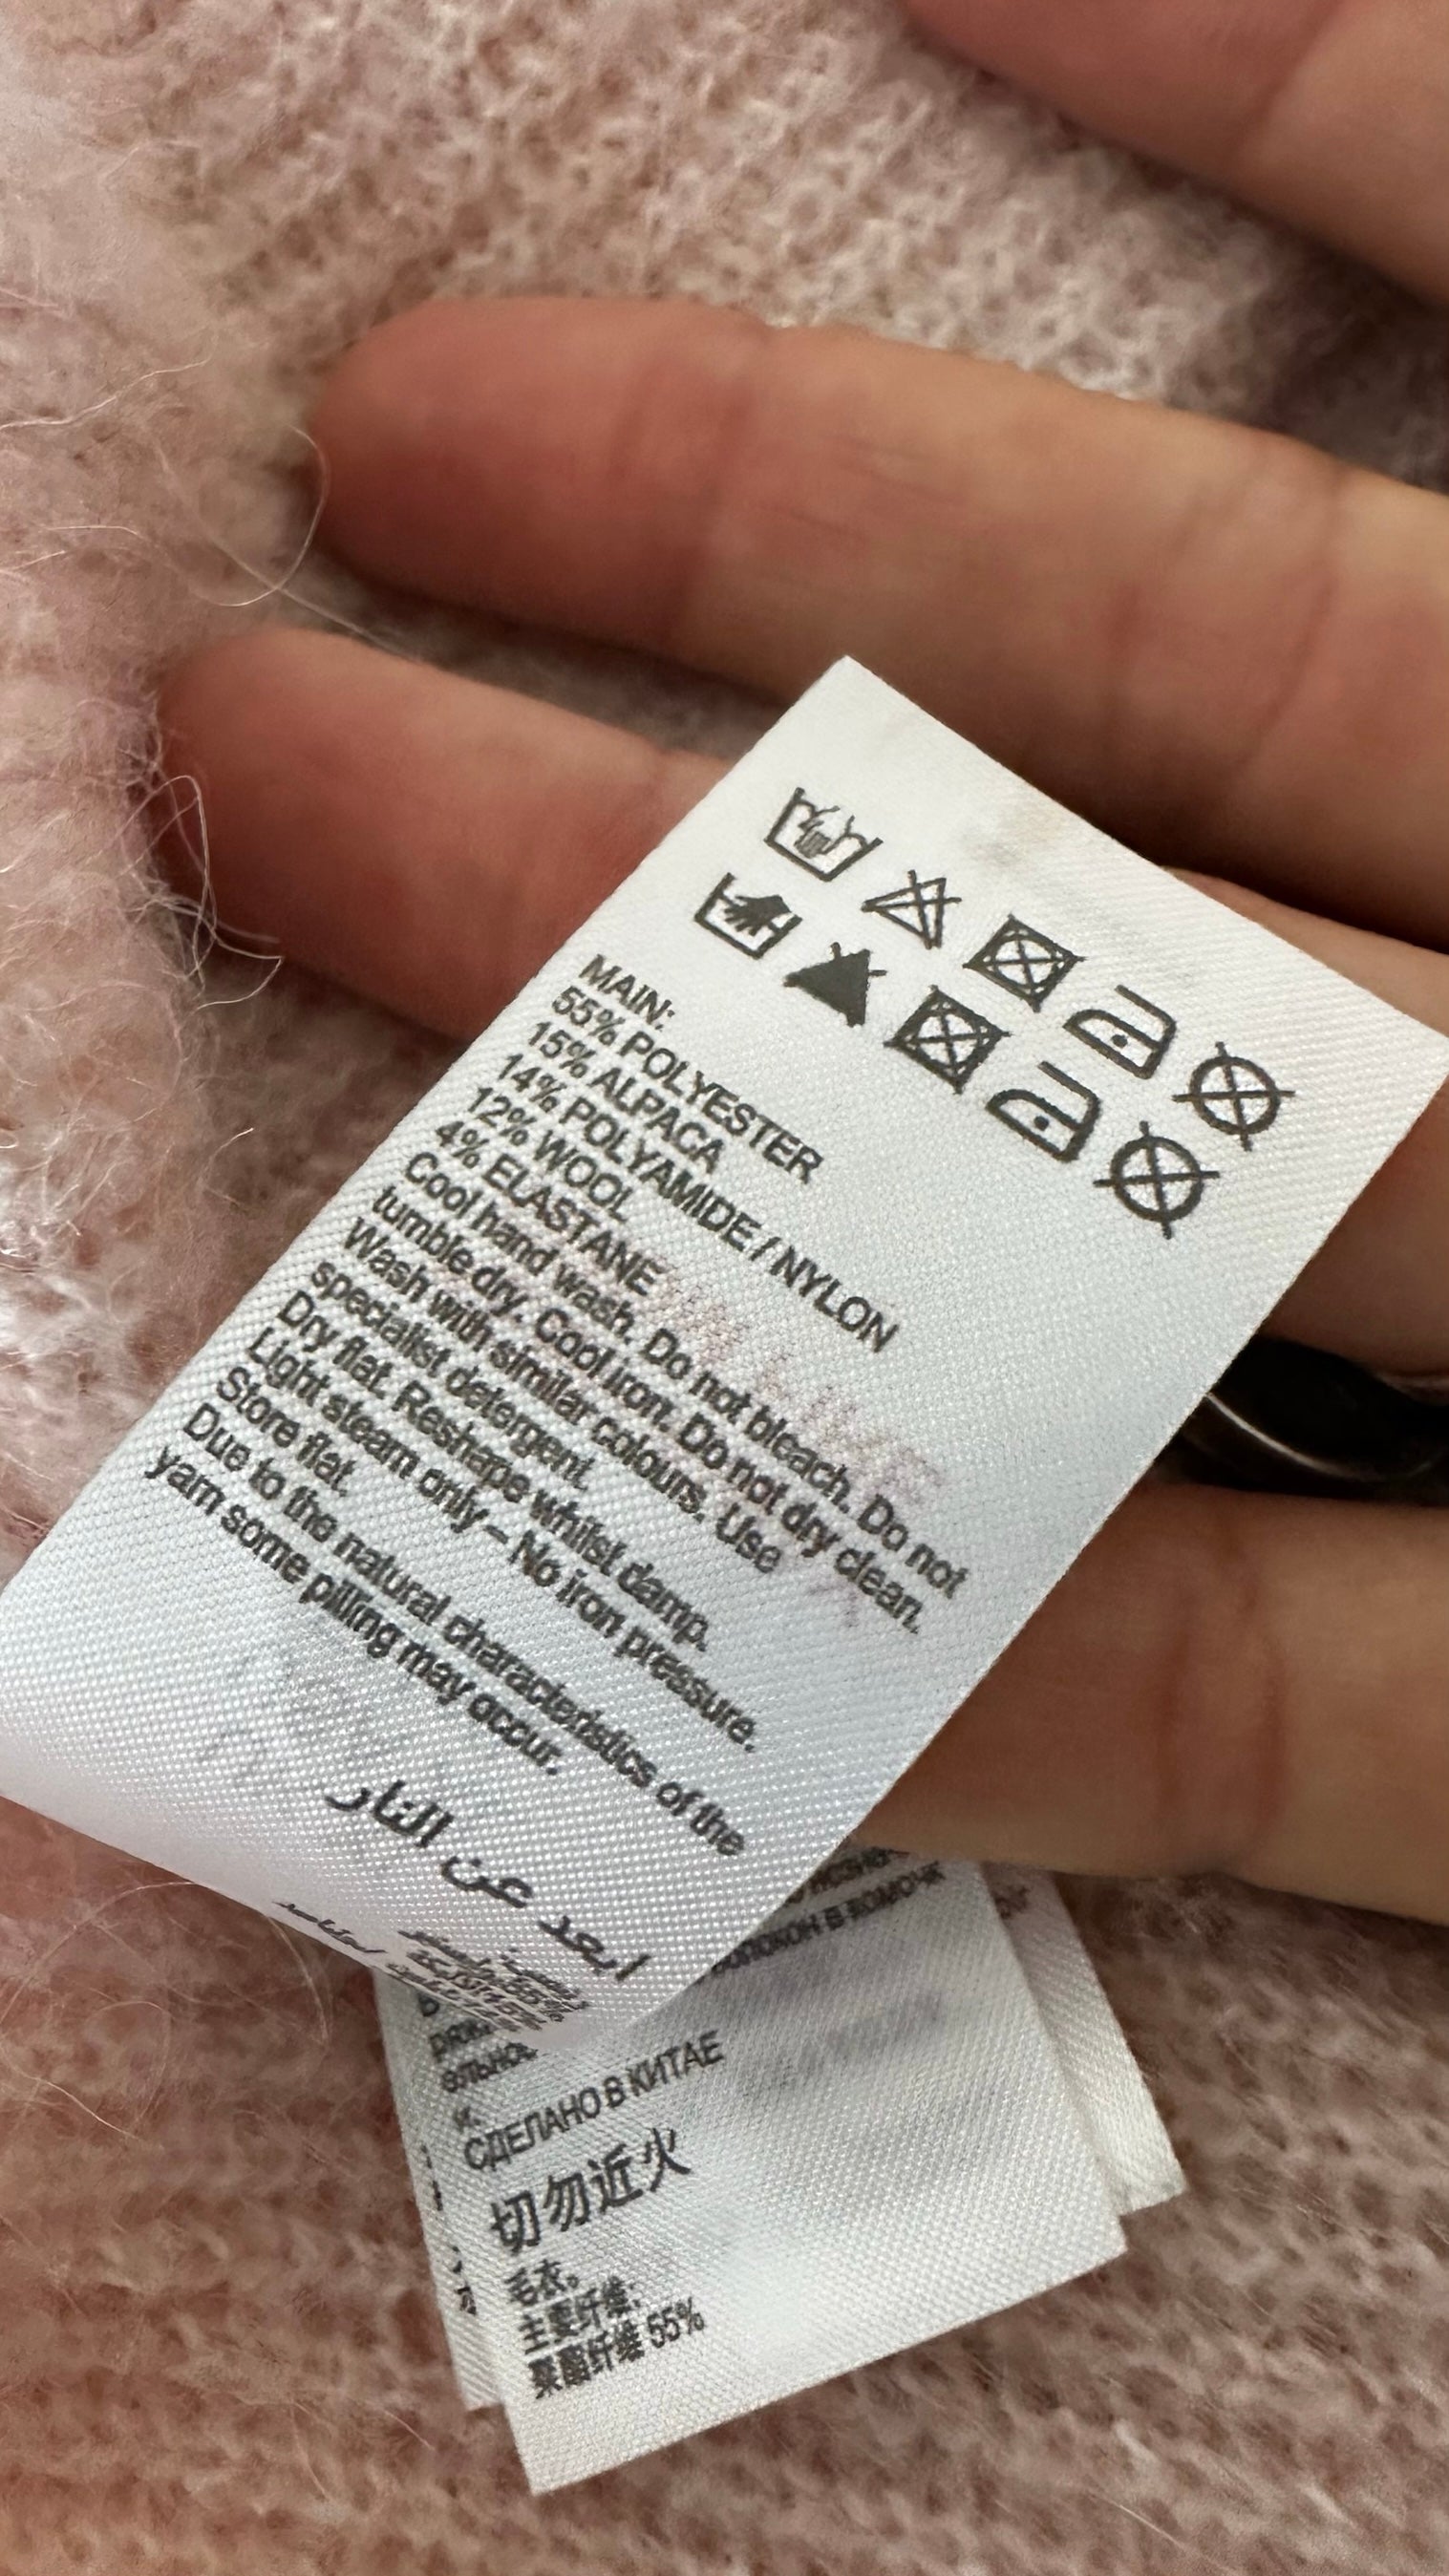 MAIN:
55% POLYESTER
15% ALPACA
14% POLYAMIDE / NYLON
12% WOOL
4% ELASTANE
Cool hand wash. Do not bleach. Do not
tumble dry. Cool iron. Do not dry clean.
Wash with similar colours. Use
specialist detergent.
Dry flat. Reshape whilst damp.
Light steam only – No iron pressure.
Store flat.
Due to the natural characteristics of the
yarn some pilling may occur.
ابعد عن النار
волокон в комочк
СДЕЛАНО В КИТАЕ
切勿近火
毛衣。
主要纤维:
聚酯纤维 55%